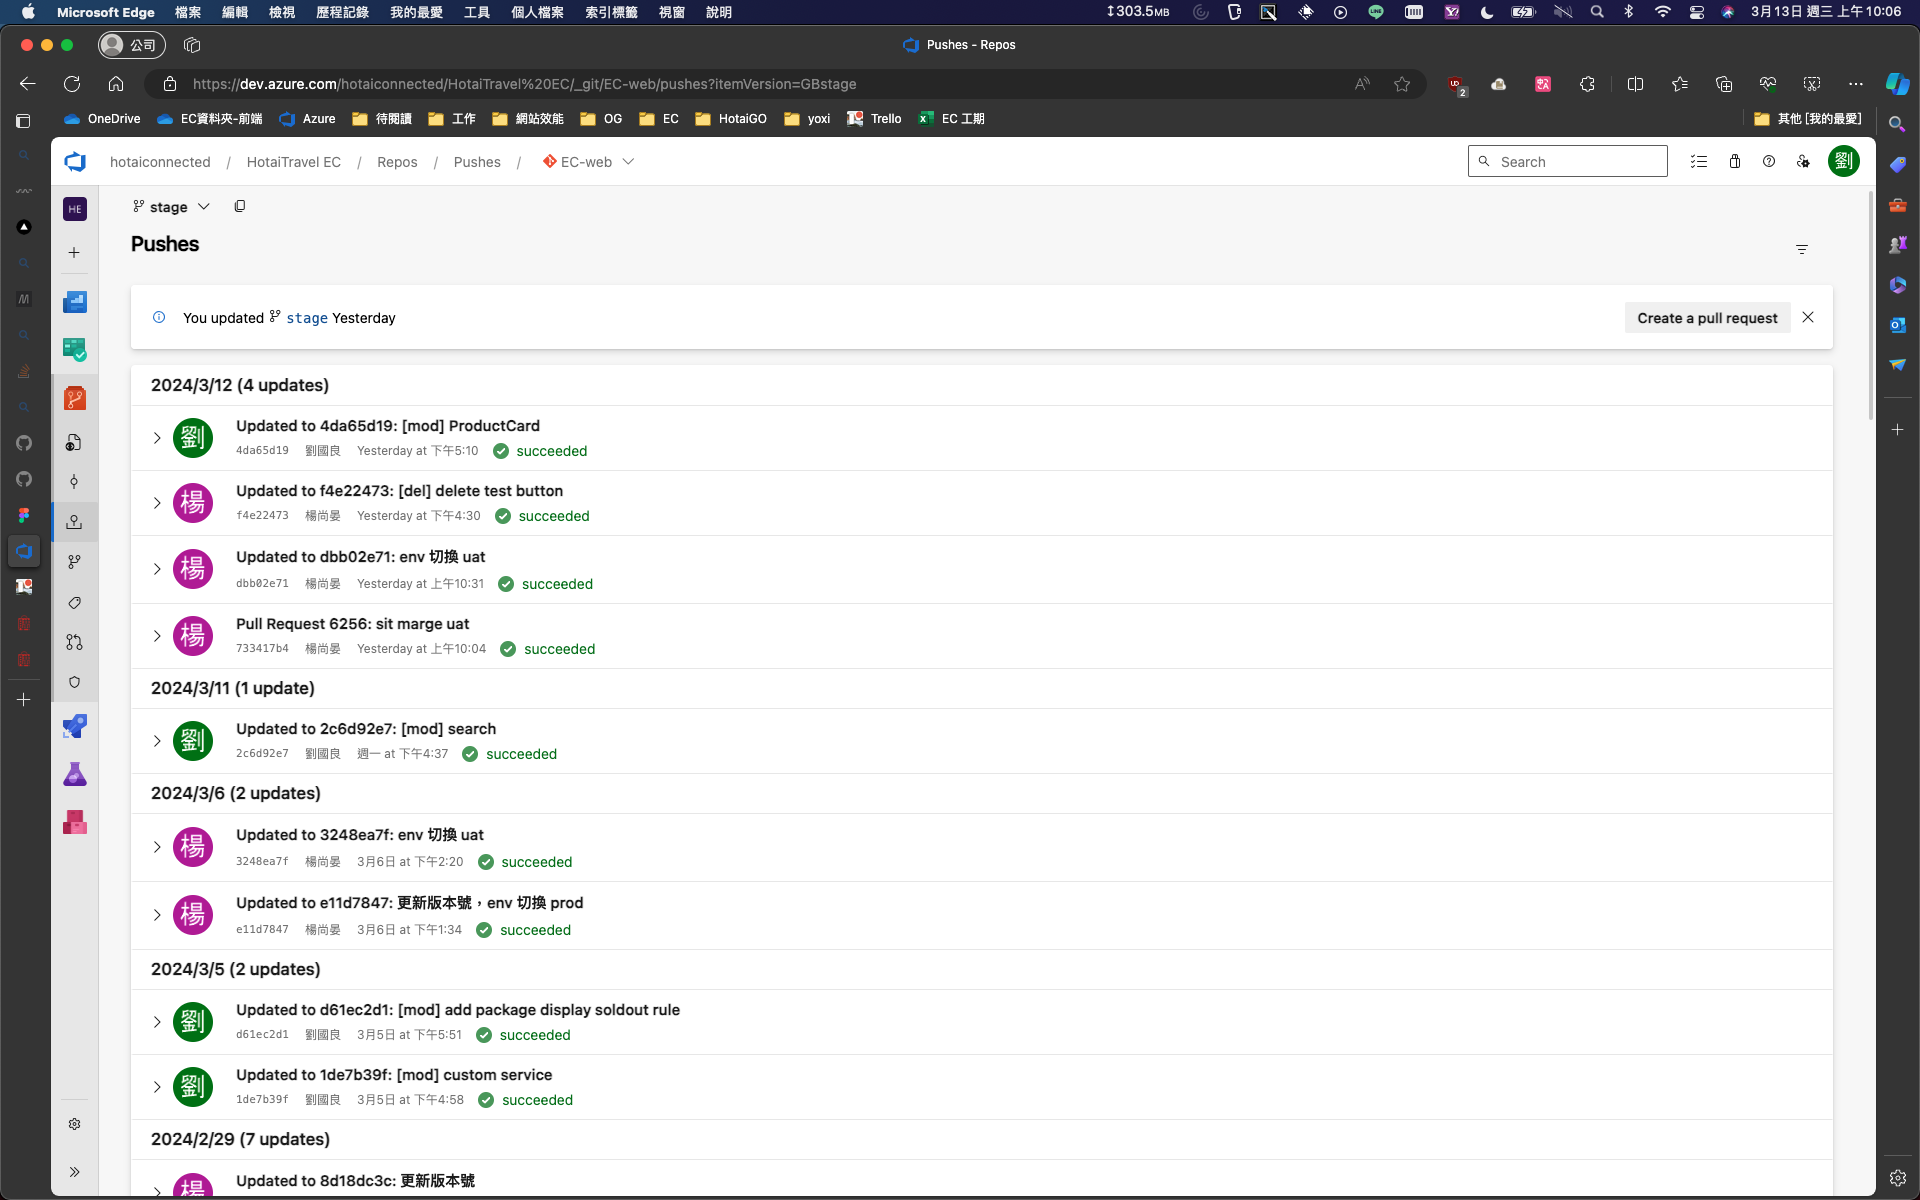 Microsoft Edge 檔案 編輯 檢視 歷程記錄 我的最愛 工具 個人檔案 索引標籤 視窗 說明 303.5MB 3月13日 週三 上午10:06
公司 Pushes - Repos
https://dev.azure.com/hotaiconnected/HotaiTravel%20EC/_git/EC-web/pushes?itemVersion=GBstage
OneDrive EC資料夾-前端 Azure 待閱讀 工作 網站效能 OG EC HotaiGO yoxi Trello EC 工期 其他 [我的最愛]
hotaiconnected / HotaiTravel EC / Repos / Pushes / EC-web Search 劉
HE
stage
Pushes
You updated stage Yesterday Create a pull request
2024/3/12 (4 updates)
劉 Updated to 4da65d19: [mod] ProductCard
4da65d19 劉國良 Yesterday at 下午5:10 succeeded
楊 Updated to f4e22473: [del] delete test button
f4e22473 楊尚晏 Yesterday at 下午4:30 succeeded
楊 Updated to dbb02e71: env 切換 uat
dbb02e71 楊尚晏 Yesterday at 上午10:31 succeeded
楊 Pull Request 6256: sit marge uat
733417b4 楊尚晏 Yesterday at 上午10:04 succeeded
2024/3/11 (1 update)
劉 Updated to 2c6d92e7: [mod] search
2c6d92e7 劉國良 週一 at 下午4:37 succeeded
2024/3/6 (2 updates)
楊 Updated to 3248ea7f: env 切換 uat
3248ea7f 楊尚晏 3月6日 at 下午2:20 succeeded
楊 Updated to e11d7847: 更新版本號，env 切換 prod
e11d7847 楊尚晏 3月6日 at 下午1:34 succeeded
2024/3/5 (2 updates)
劉 Updated to d61ec2d1: [mod] add package display soldout rule
d61ec2d1 劉國良 3月5日 at 下午5:51 succeeded
劉 Updated to 1de7b39f: [mod] custom service
1de7b39f 劉國良 3月5日 at 下午4:58 succeeded
2024/2/29 (7 updates)
楊 Updated to 8d18dc3c: 更新版本號